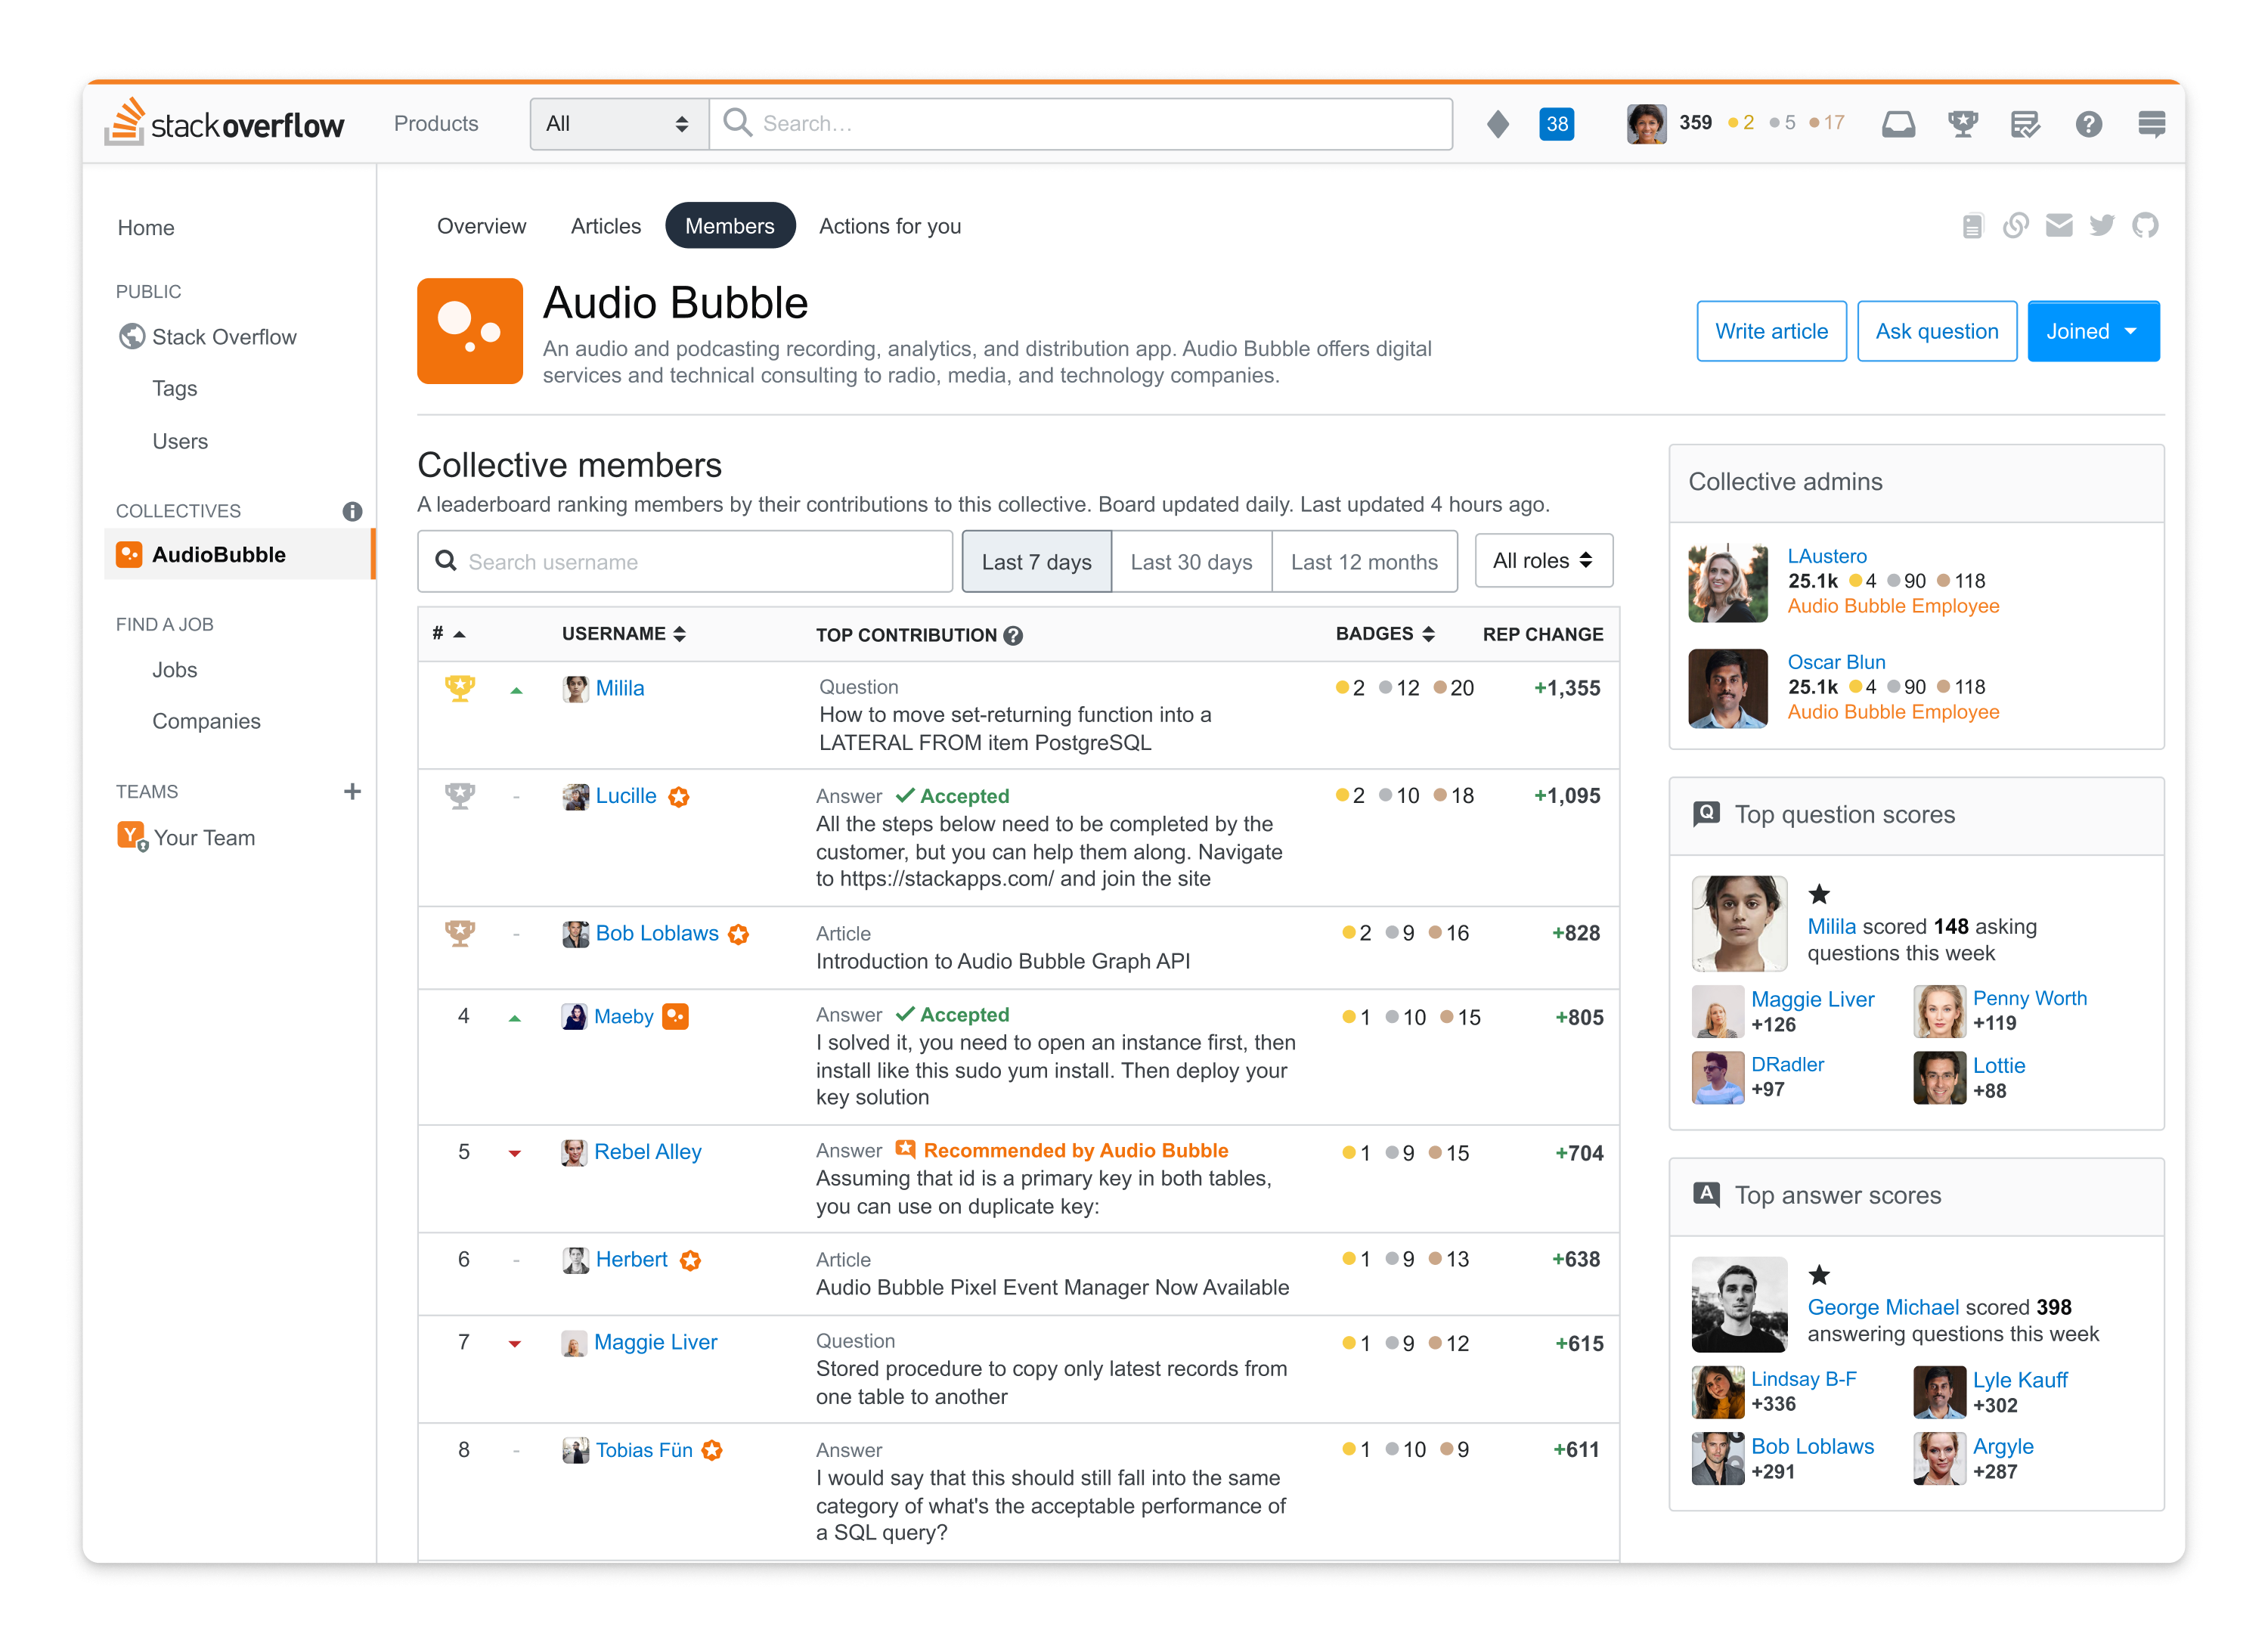 stackoverflow
Products
All
Search...
38
359 2 5 17
Home
PUBLIC
Stack Overflow
Tags
Users
COLLECTIVES
AudioBubble
FIND A JOB
Jobs
Companies
TEAMS
Y
Your Team
Overview
Articles
Members
Actions for you
Audio Bubble
An audio and podcasting recording, analytics, and distribution app. Audio Bubble offers digital
services and technical consulting to radio, media, and technology companies.
Write article
Ask question
Joined
Collective members
A leaderboard ranking members by their contributions to this collective. Board updated daily. Last updated 4 hours ago.
Search username
Last 7 days
Last 30 days
Last 12 months
All roles
# USERNAME TOP CONTRIBUTION BADGES REP CHANGE
Milila
Question
How to move set-returning function into a
LATERAL FROM item PostgreSQL
2 12 20
+1,355
-
Lucille
Answer Accepted
All the steps below need to be completed by the
customer, but you can help them along. Navigate
to https://stackapps.com/ and join the site
2 10 18
+1,095
-
Bob Loblaws
Article
Introduction to Audio Bubble Graph API
2 9 16
+828
4
Maeby
Answer Accepted
I solved it, you need to open an instance first, then
install like this sudo yum install. Then deploy your
key solution
1 10 15
+805
5
Rebel Alley
Answer Recommended by Audio Bubble
Assuming that id is a primary key in both tables,
you can use on duplicate key:
1 9 15
+704
6
-
Herbert
Article
Audio Bubble Pixel Event Manager Now Available
1 9 13
+638
7
Maggie Liver
Question
Stored procedure to copy only latest records from
one table to another
1 9 12
+615
8
-
Tobias Fün
Answer
I would say that this should still fall into the same
category of what's the acceptable performance of
a SQL query?
1 10 9
+611
Collective admins
LAustero
25.1k 4 90 118
Audio Bubble Employee
Oscar Blun
25.1k 4 90 118
Audio Bubble Employee
Q
Top question scores
Milila scored 148 asking
questions this week
Maggie Liver
+126
Penny Worth
+119
DRadler
+97
Lottie
+88
A
Top answer scores
George Michael scored 398
answering questions this week
Lindsay B-F
+336
Lyle Kauff
+302
Bob Loblaws
+291
Argyle
+287